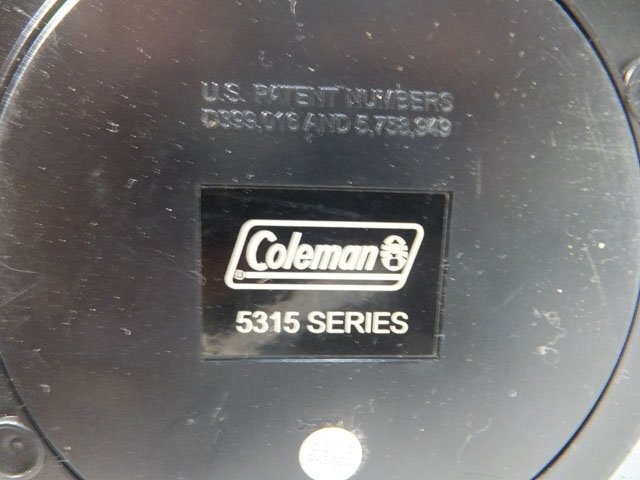 U.S. PATENT NUMBERS
AND
Coleman
5315 SERIES